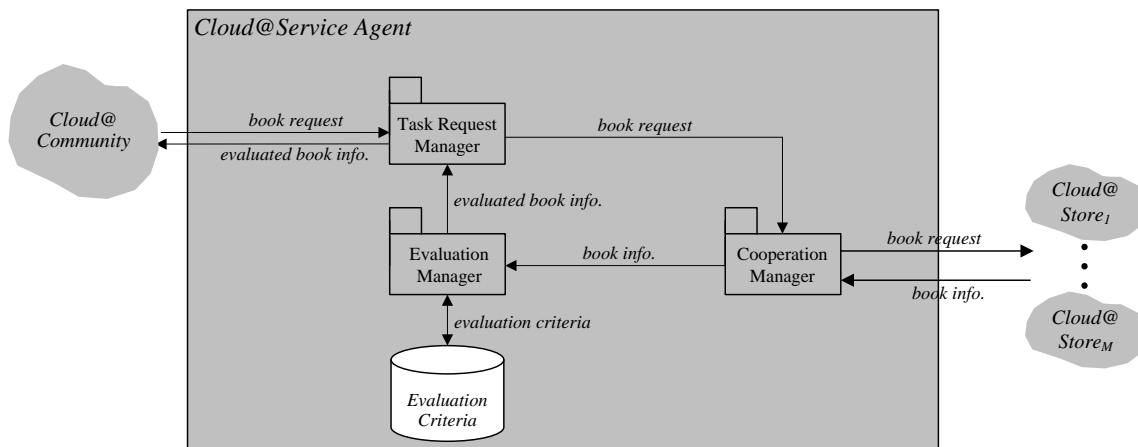 Cloud@Service Agent
Cloud@
Community
book request
evaluated book info.
Task Request
Manager
book request
evaluated book info.
Evaluation
Manager
book info.
Cooperation
Manager
book request
book info.
Cloud@
Store1
Cloud@
StoreM
evaluation criteria
Evaluation
Criteria